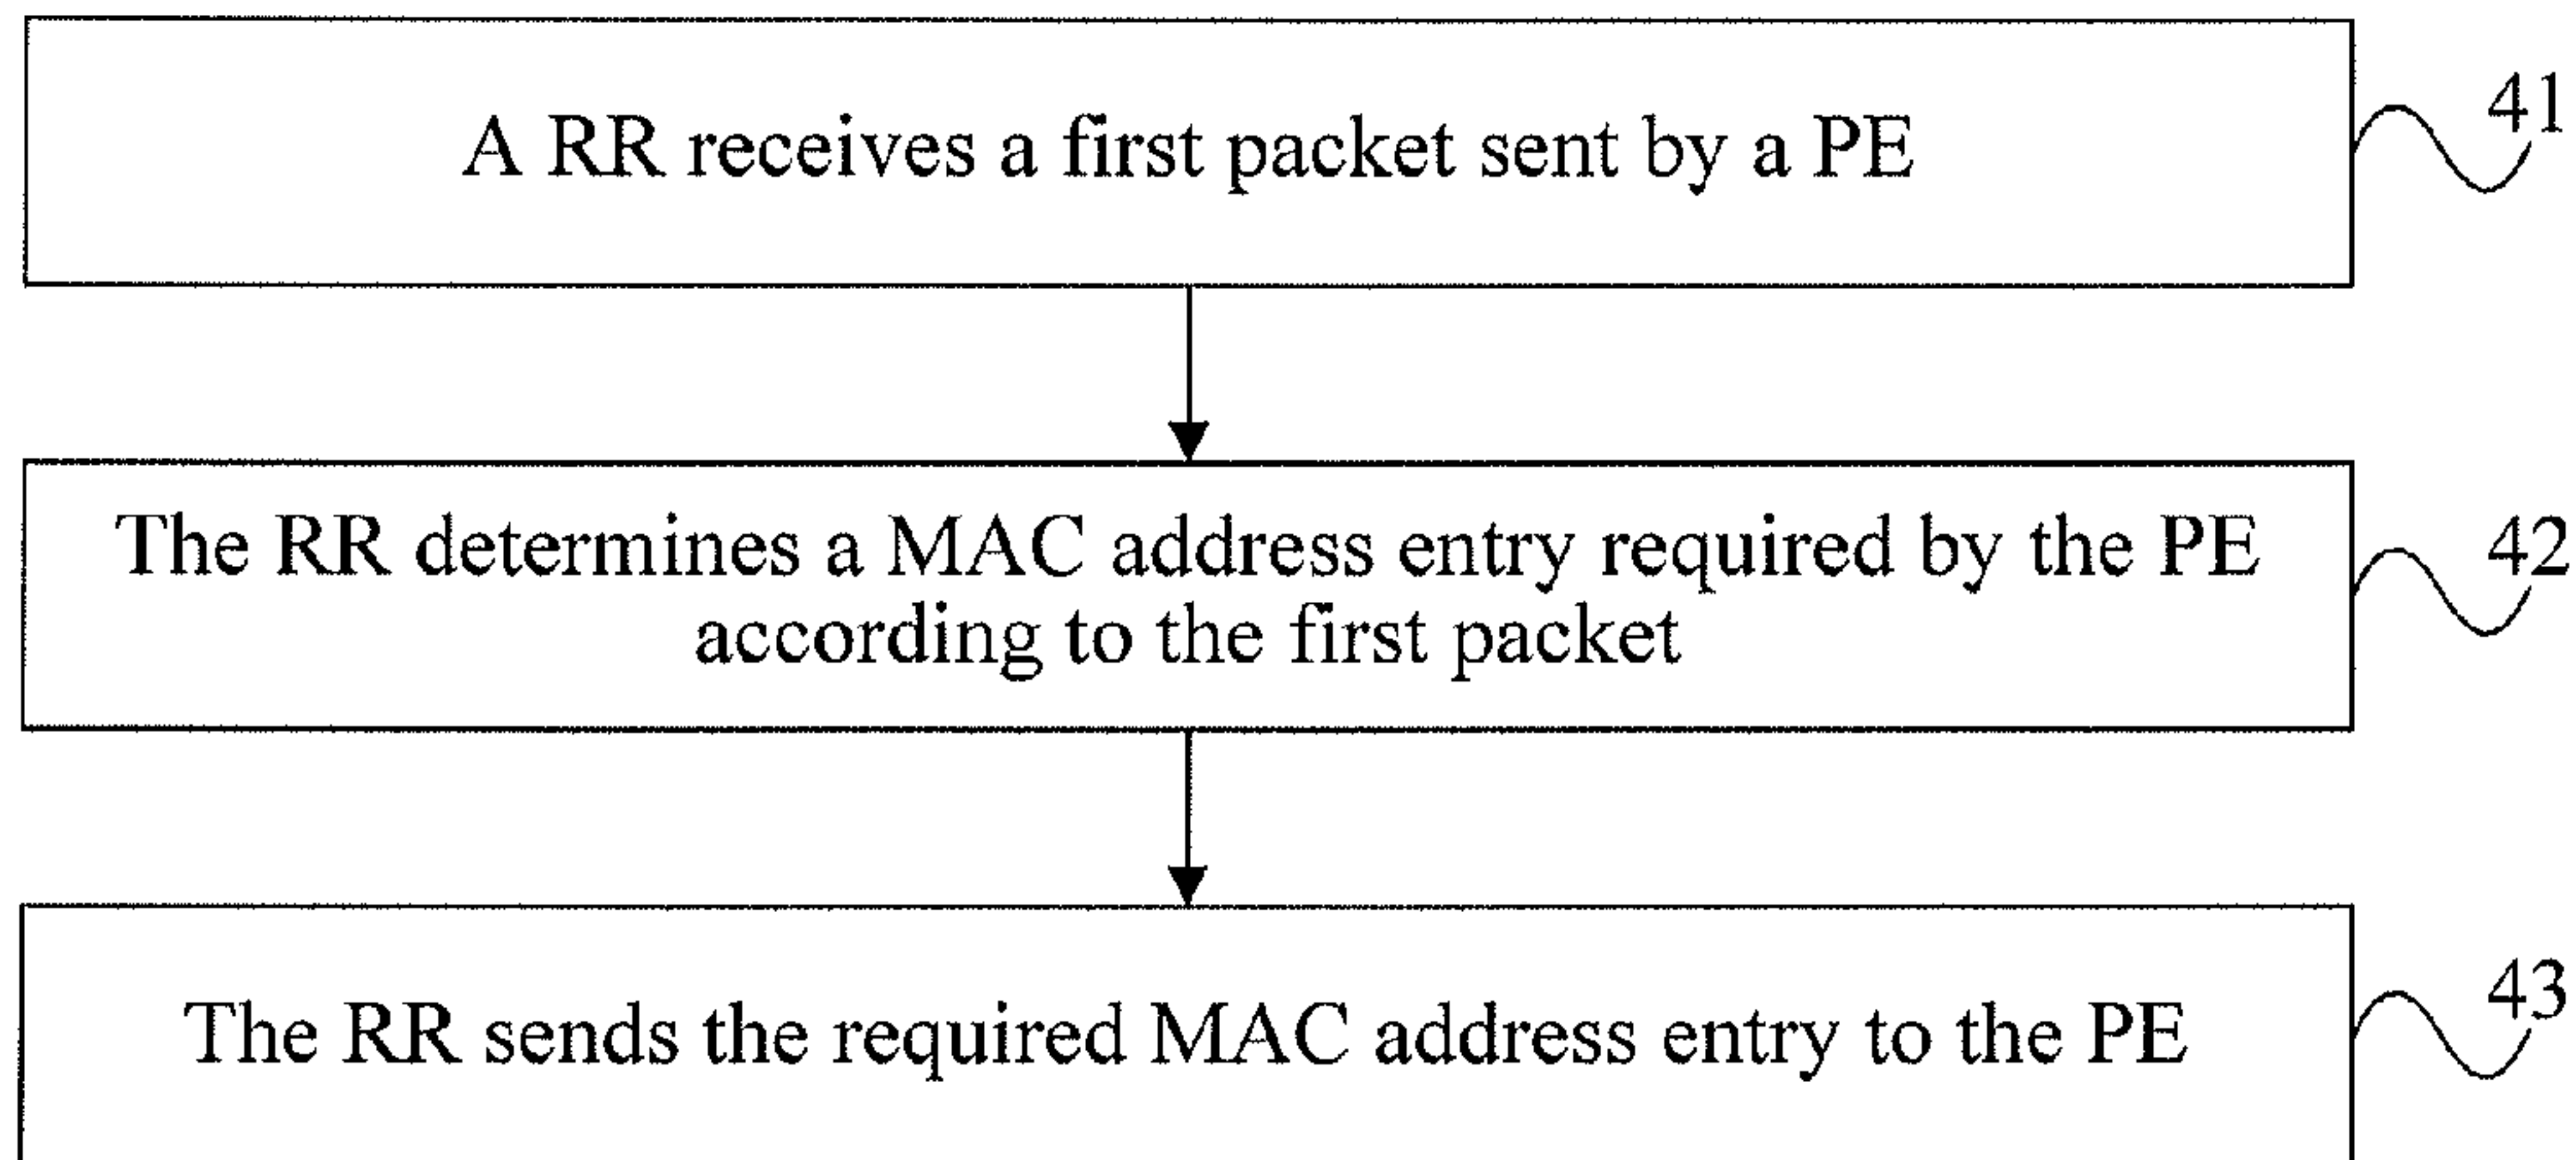 A RR receives a first packet sent by a PE
41
The RR determines a MAC address entry required by the PE
according to the first packet
42
The RR sends the required MAC address entry to the PE
43